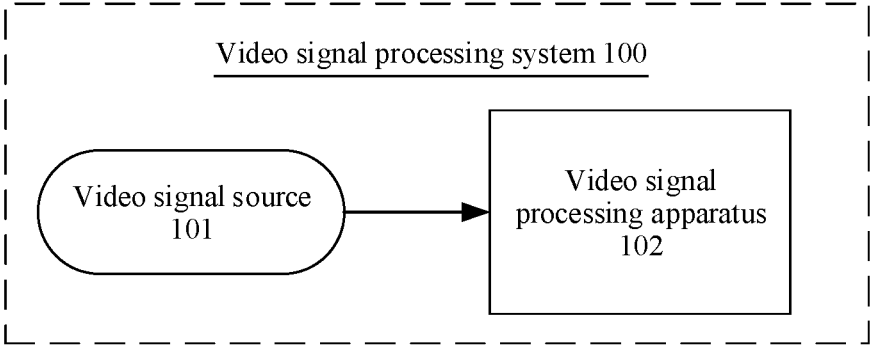 Video signal processing system 100
Video signal source
101
Video signal
processing apparatus
102